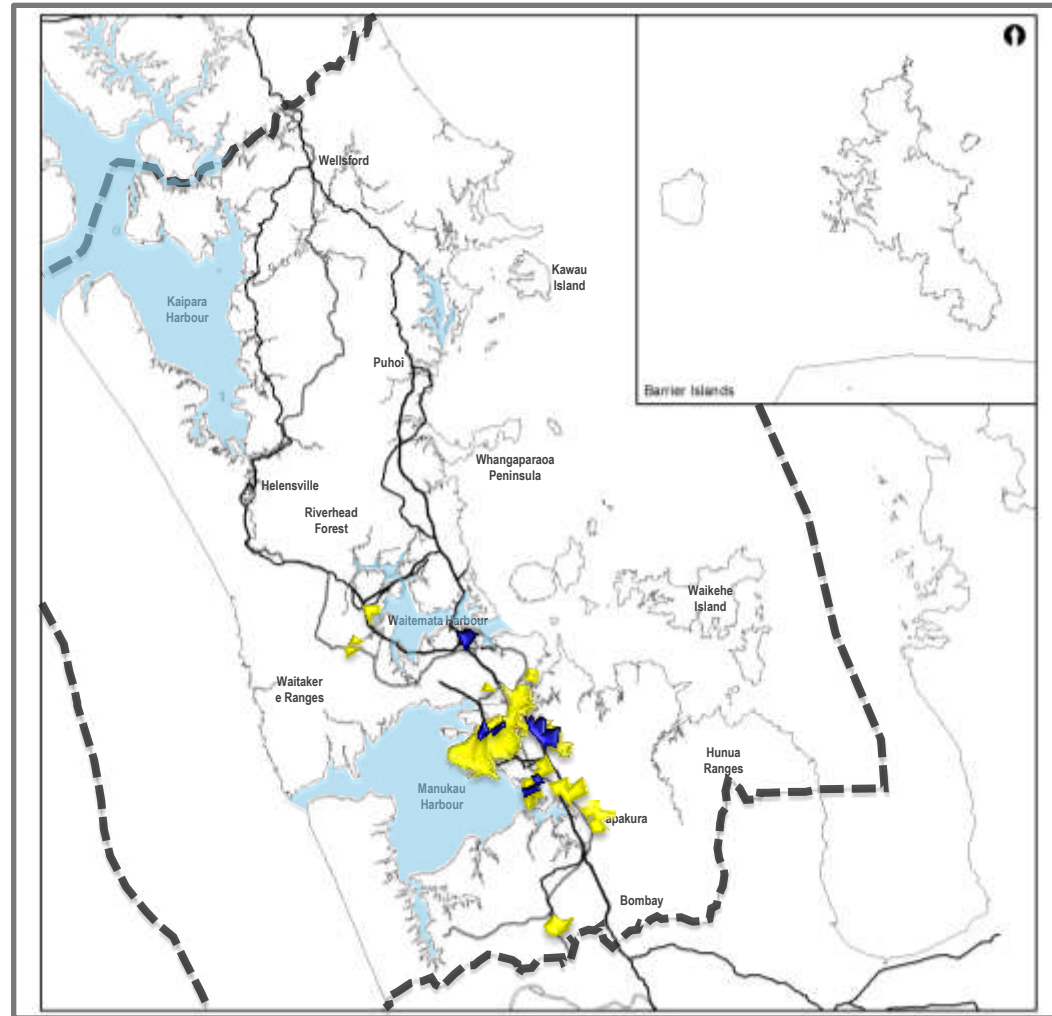 Wellsford
Kawau
Island
Kaipara
Harbour
Puhoi
Barrier Islands
Whangaparaoa
Peninsula
Helensville
Riverhead
Forest
Waikehe
Island
Waitemata Harbour
Waitaker
e Ranges
Hunua
Ranges
Manukau
Harbour
apakura
Bombay